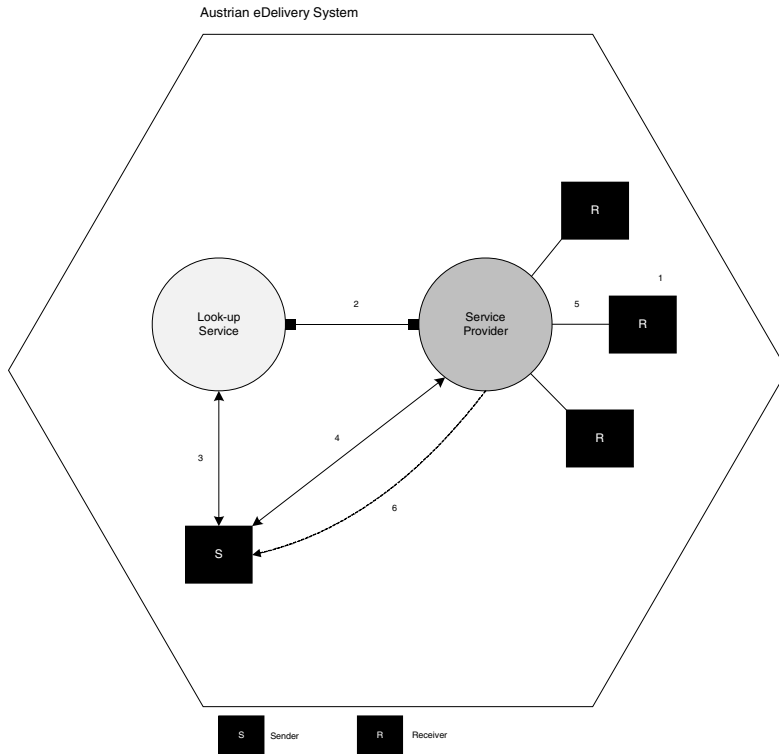 Austrian eDelivery System
R
1
Look-up
Service
2
Service
Provider
5
R
R
3
4
6
S
S
Sender
R
Receiver